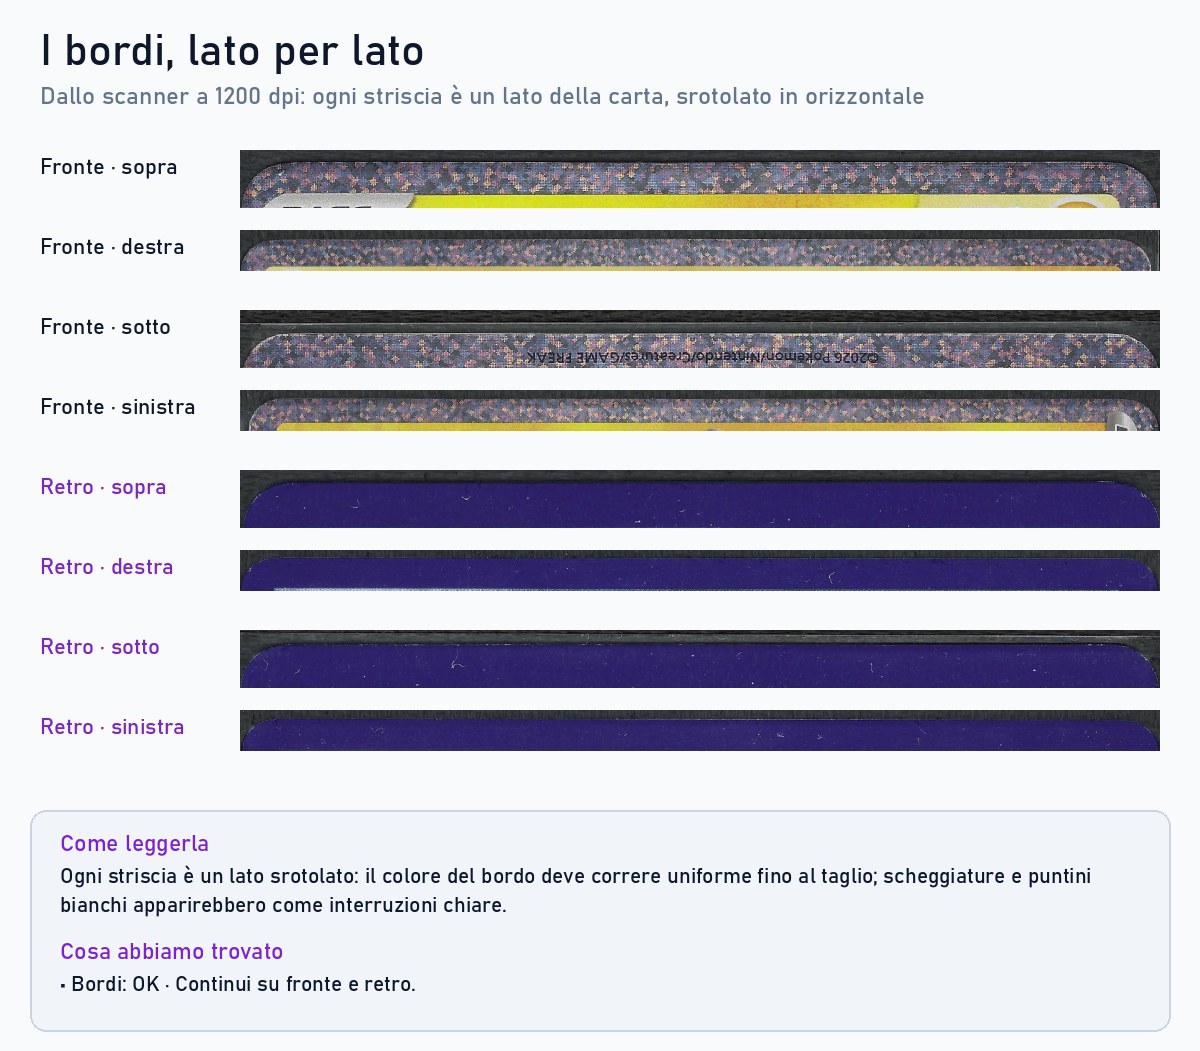 I bordi, lato per lato
Dallo scanner a 1200 dpi: ogni striscia è un lato della carta, srotolato in orizzontale
Fronte · sopra
Fronte · destra
Fronte · sotto
©2026 Pokémon/Nintendo/Creatures/GAME FREAK
Fronte · sinistra
Retro · sopra
Retro · destra
Retro · sotto
Retro · sinistra
Come leggerla
Ogni striscia è un lato srotolato: il colore del bordo deve correre uniforme fino al taglio; scheggiature e puntini
bianchi apparirebbero come interruzioni chiare.
Cosa abbiamo trovato
• Bordi: OK · Continui su fronte e retro.